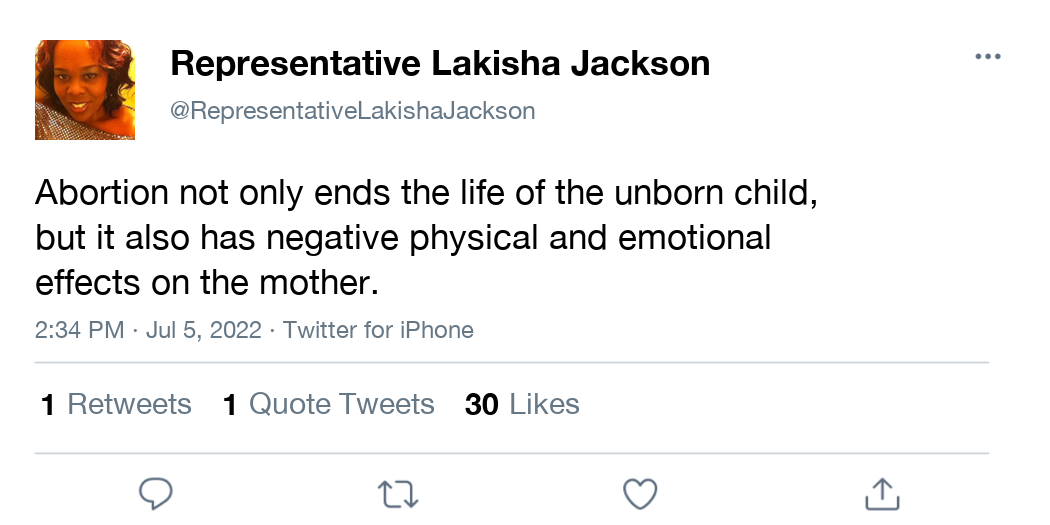 Representative Lakisha Jackson
@RepresentativeLakishaJackson
Abortion not only ends the life of the unborn child,
but it also has negative physical and emotional
effects on the mother.
2:34 PM · Jul 5, 2022 · Twitter for iPhone
1 Retweets 1 Quote Tweets 30 Likes